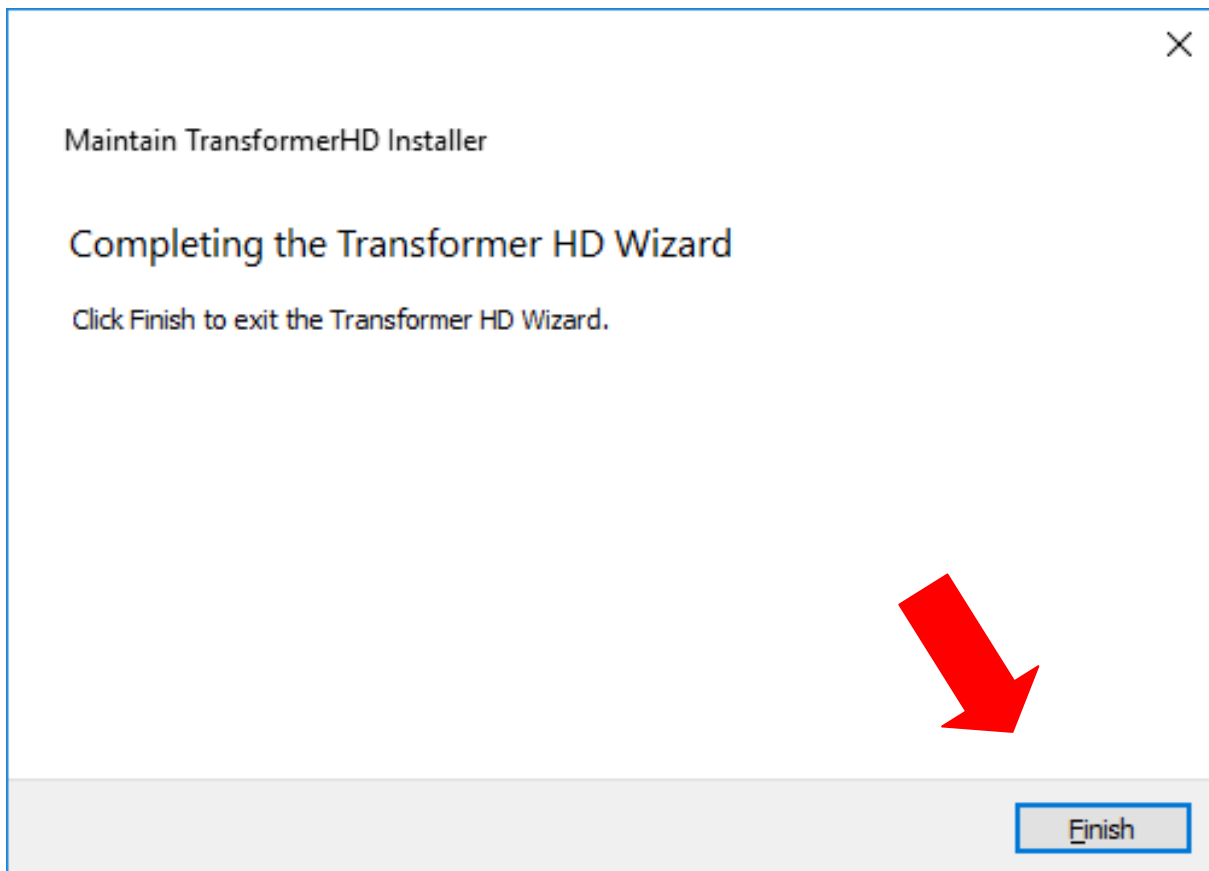 Maintain TransformerHD Installer
Completing the Transformer HD Wizard
Click Finish to exit the Transformer HD Wizard.
Finish